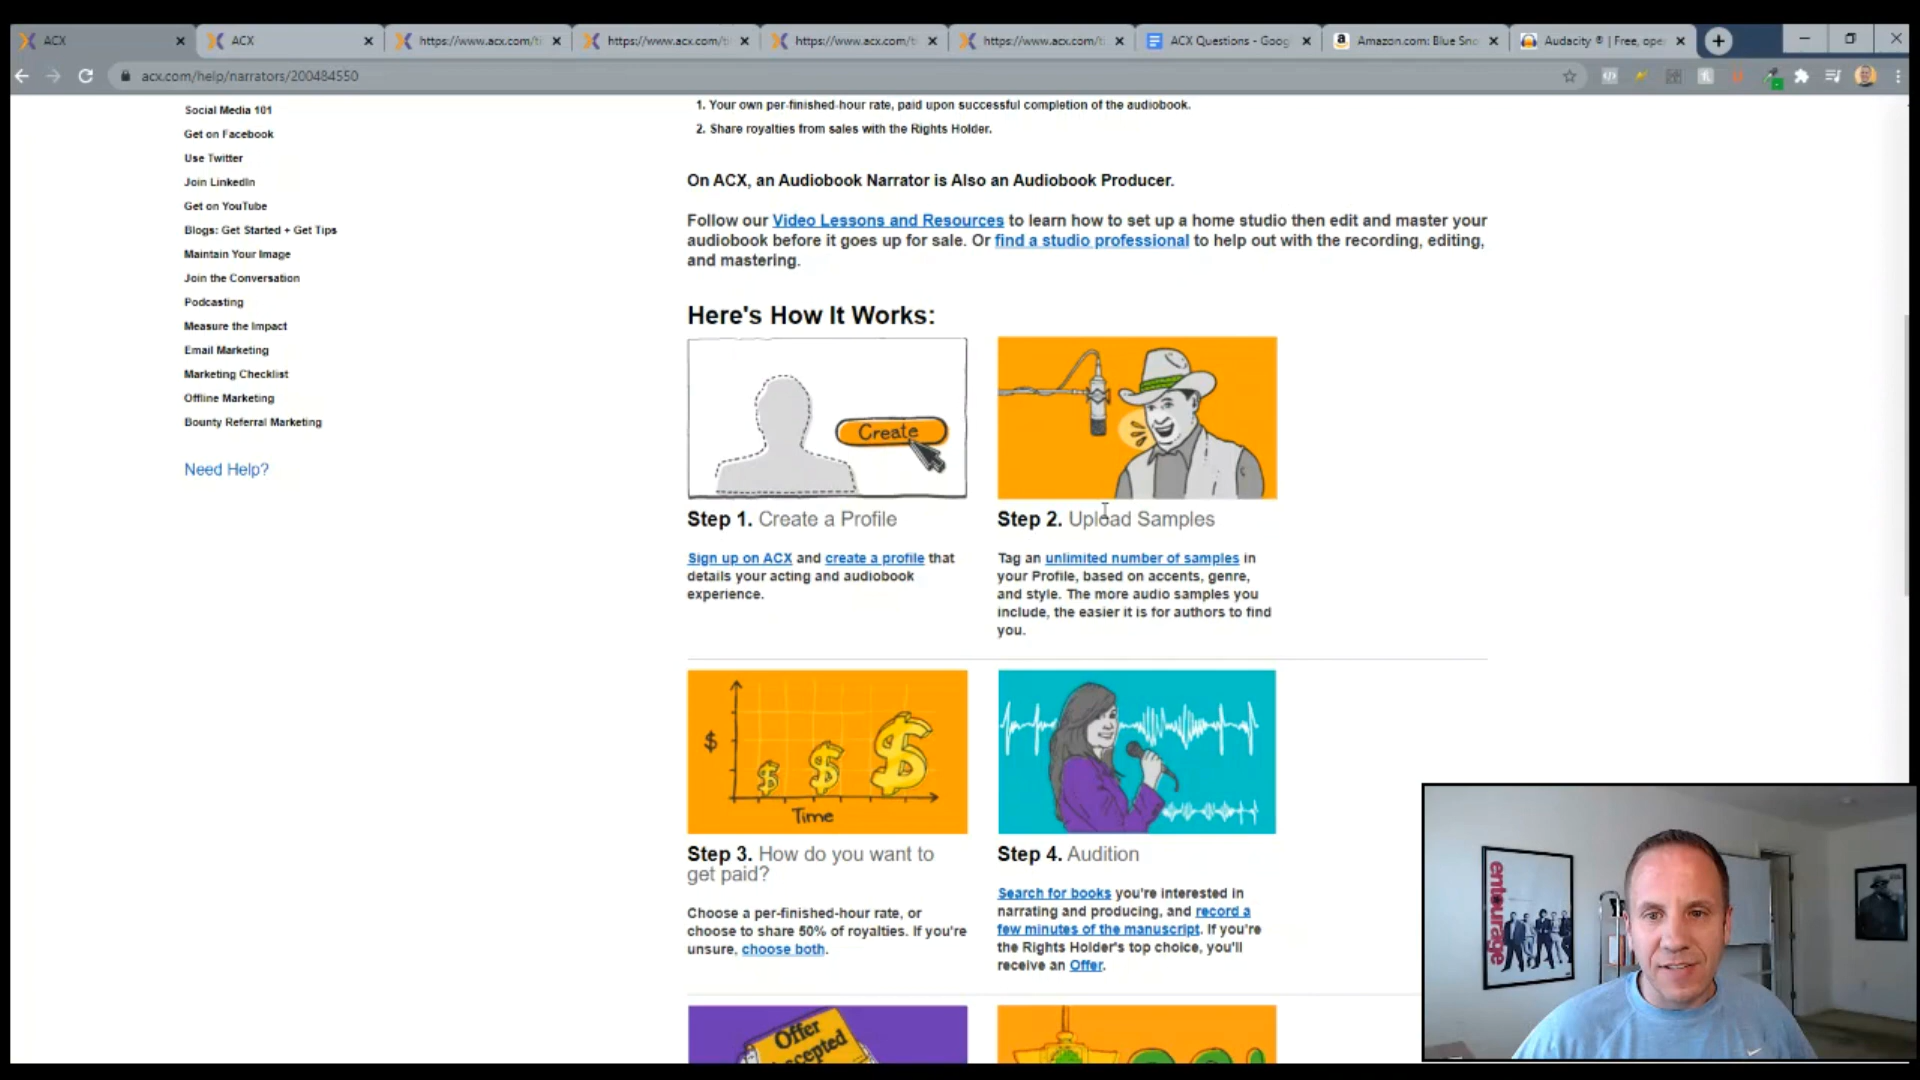 ACX
ACX
https://www.acx.com/
https://www.acx.com/
https://www.acx.com/
https://www.acx.com/
ACX Questions - Goog
Amazon.com: Blue Sno
Audacity ® | Free, ope
acx.com/help/narrators/200484550
Social Media 101
Get on Facebook
Use Twitter
Join LinkedIn
Get on YouTube
Blogs: Get Started + Get Tips
Maintain Your Image
Join the Conversation
Podcasting
Measure the Impact
Email Marketing
Marketing Checklist
Offline Marketing
Bounty Referral Marketing
Need Help?
1. Your own per-finished-hour rate, paid upon successful completion of the audiobook.
2. Share royalties from sales with the Rights Holder.
On ACX, an Audiobook Narrator is Also an Audiobook Producer.
Follow our Video Lessons and Resources to learn how to set up a home studio then edit and master your
audiobook before it goes up for sale. Or find a studio professional to help out with the recording, editing,
and mastering.
Here's How It Works:
Create
Step 1. Create a Profile
Sign up on ACX and create a profile that
details your acting and audiobook
experience.
Step 2. Upload Samples
Tag an unlimited number of samples in
your Profile, based on accents, genre,
and style. The more audio samples you
include, the easier it is for authors to find
you.
$
$ $ $
Time
Step 3. How do you want to
get paid?
Choose a per-finished-hour rate, or
choose to share 50% of royalties. If you're
unsure, choose both.
Step 4. Audition
Search for books you're interested in
narrating and producing, and record a
few minutes of the manuscript. If you're
the Rights Holder's top choice, you'll
receive an Offer.
Offer
entourage